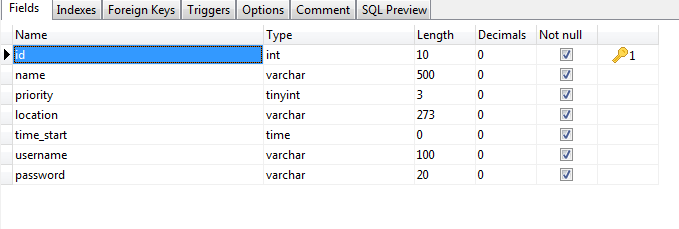 Fields Indexes Foreign Keys Triggers Options Comment SQL Preview
Name Type Length Decimals Not null
id int 10 0 1
name varchar 500 0
priority tinyint 3 0
location varchar 273 0
time_start time 0 0
username varchar 100 0
password varchar 20 0